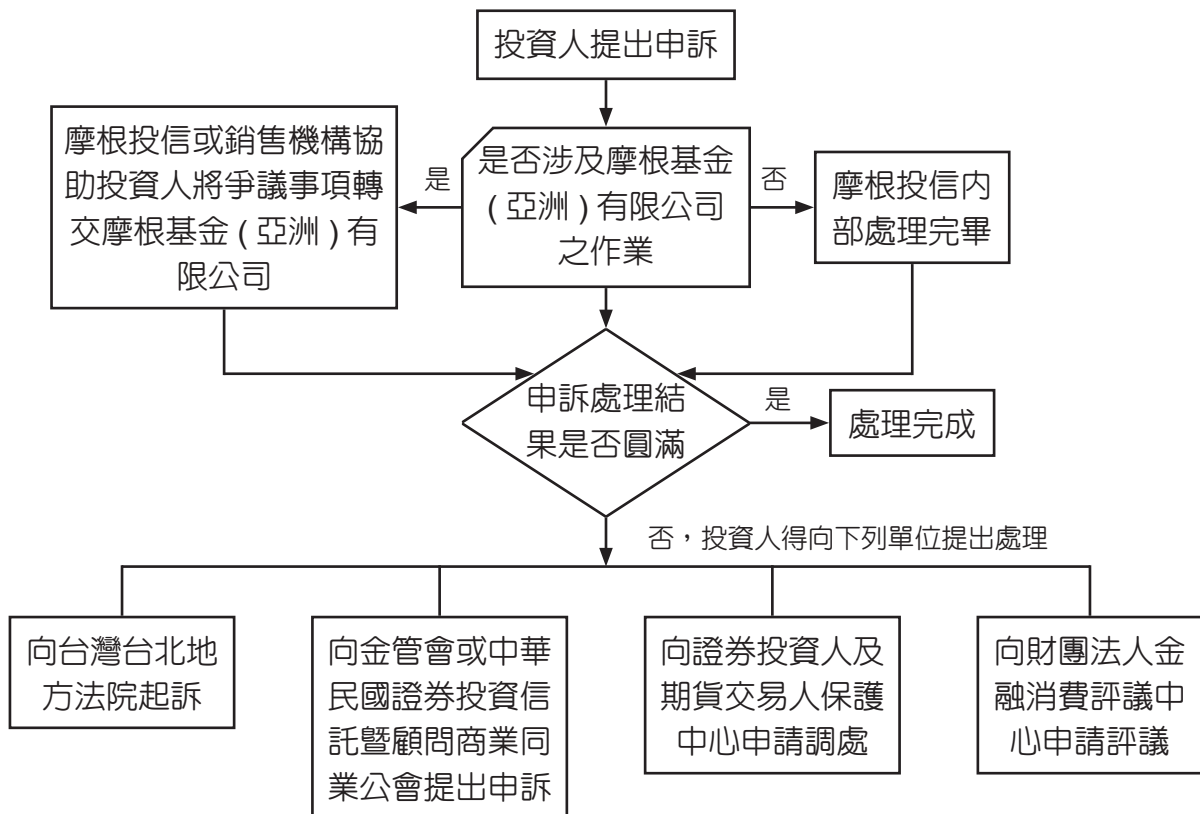 投資人提出申訴
摩根投信或銷售機構協
助投資人將爭議事項轉
交摩根基金 ( 亞洲 ) 有
限公司
是
是否涉及摩根基金
( 亞洲 ) 有限公司
之作業
否
摩根投信內
部處理完畢
申訴處理結
果是否圓滿
是
處理完成
否，投資人得向下列單位提出處理
向台灣台北地
方法院起訴
向金管會或中華
民國證券投資信
託暨顧問商業同
業公會提出申訴
向證券投資人及
期貨交易人保護
中心申請調處
向財團法人金
融消費評議中
心申請評議